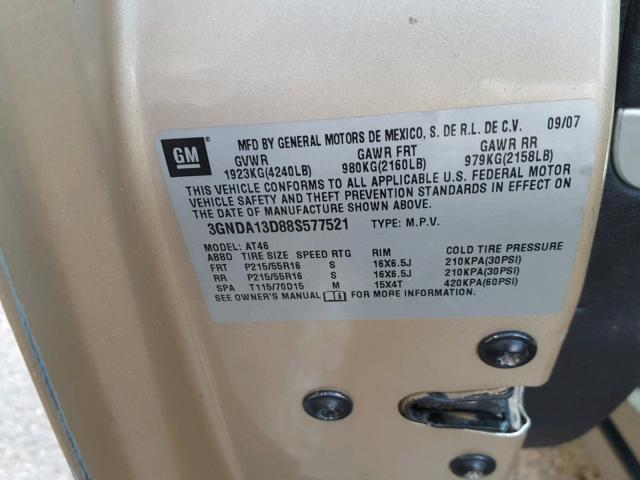 GM
MFD BY GENERAL MOTORS DE MEXICO, S. DE R.L. DE C.V. 09/07
GVWR GAWR FRT GAWR RR
1923KG(4240LB) 980KG(2160LB) 979KG(2158LB)
THIS VEHICLE CONFORMS TO ALL APPLICABLE U.S. FEDERAL MOTOR
VEHICLE SAFETY AND THEFT PREVENTION STANDARDS IN EFFECT ON
THE DATE OF MANUFACTURE SHOWN ABOVE.
3GNDA13D88S577521 TYPE: M.P.V.
MODEL: AT46
ABBD TIRE SIZE SPEED RTG RIM COLD TIRE PRESSURE
FRT P215/55R16 S 16X6.5J 210KPA(30PSI)
RR P215/55R16 S 16X6.5J 210KPA(30PSI)
SPA T115/70D15 M 15X4T 420KPA(60PSI)
SEE OWNER'S MANUAL FOR MORE INFORMATION.